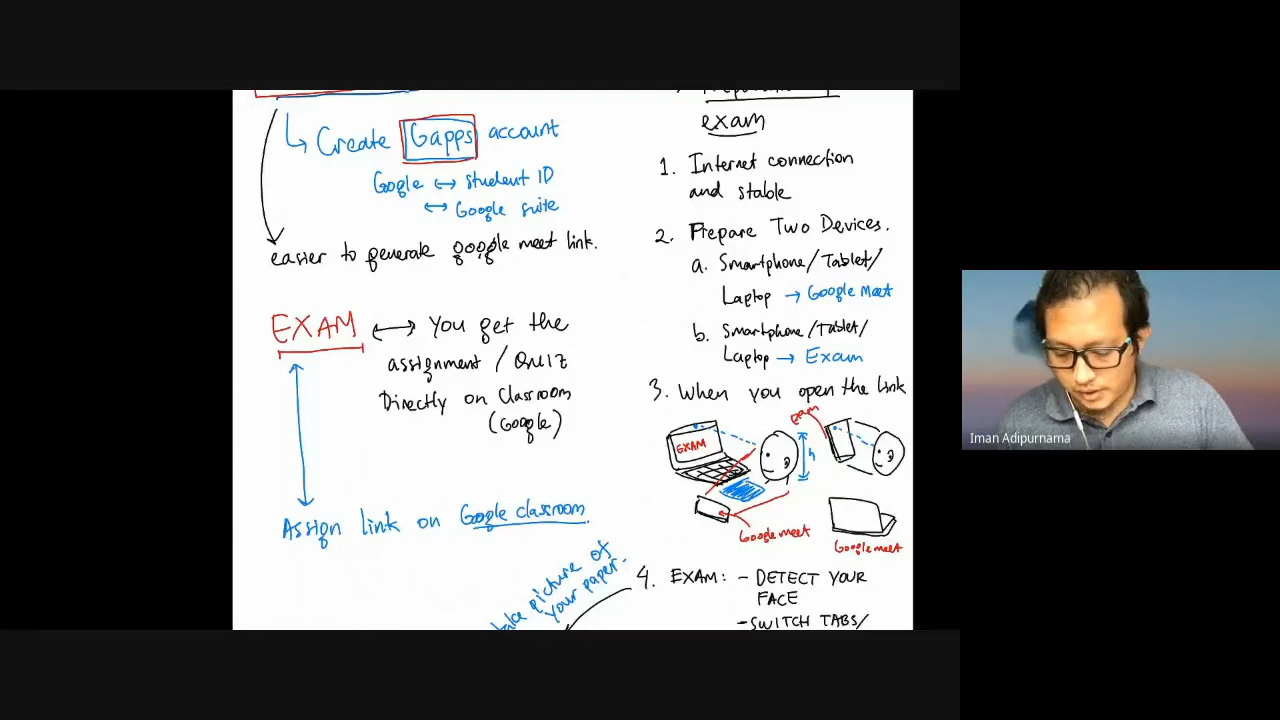 Create Gapps account
Google ↔ student ID
↔ Google suite
easier to generate google meet link.
EXAM ↔ You get the
assignment / QUIZ
Directly on Classroom
(Google)
Assign link on Google classroom
take picture of
your paper.
exam
1. Internet connection
and stable
2. Prepare Two Devices.
a. Smartphone/Tablet/
Laptop → Google Meet
b. Smartphone/Tablet/
Laptop → Exam
3. When you open the link
EXAM
h
Exam
Google meet
Google meet
4. EXAM: - DETECT YOUR
FACE
- SWITCH TABS/
Iman Adipurnama